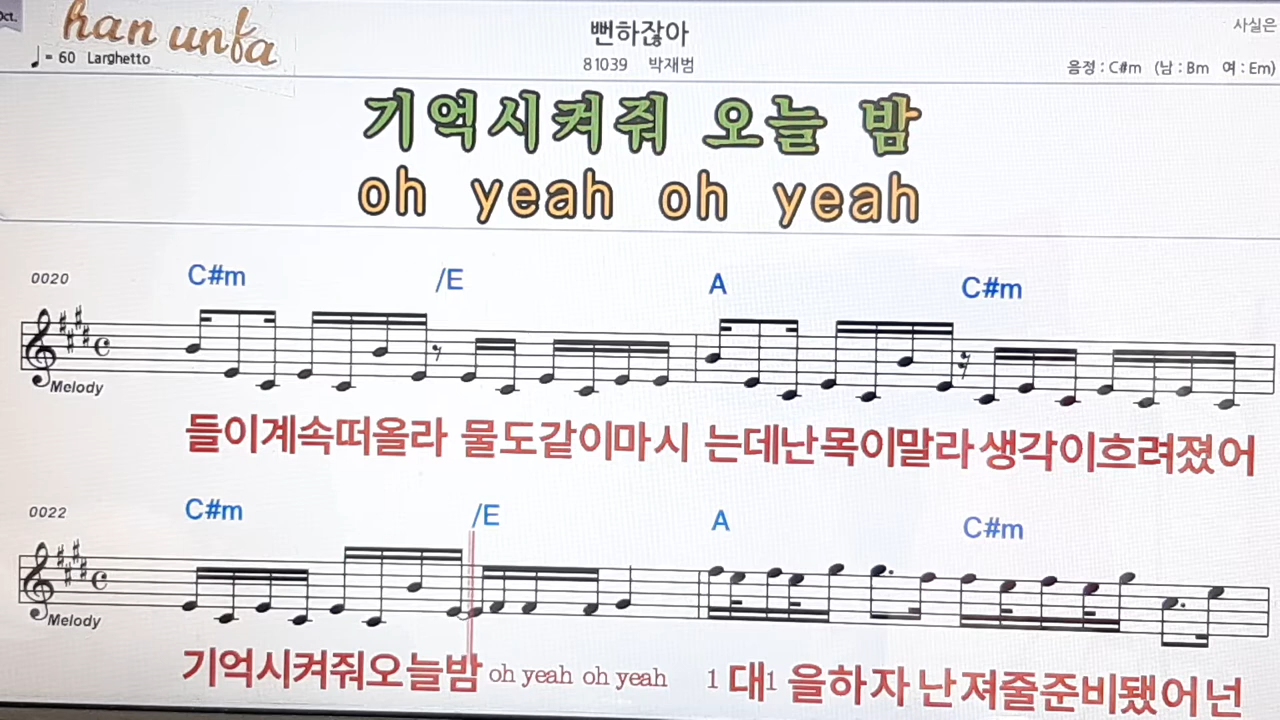 Oct.
han unfa
♩= 60 Larghetto
뻔하잖아
81039 박재범
사실은
음정 : C#m (남 : Bm 여 : Em)
기억시켜줘 오늘 밤
oh yeah oh yeah
0020 C#m /E A C#m
Melody
들이계속떠올라 물도같이마시 는데난목이말라생각이흐려졌어
0022 C#m /E A C#m
Melody
기억시켜줘오늘밤 oh yeah oh yeah 1 대1 을하자난져줄준비됐어넌